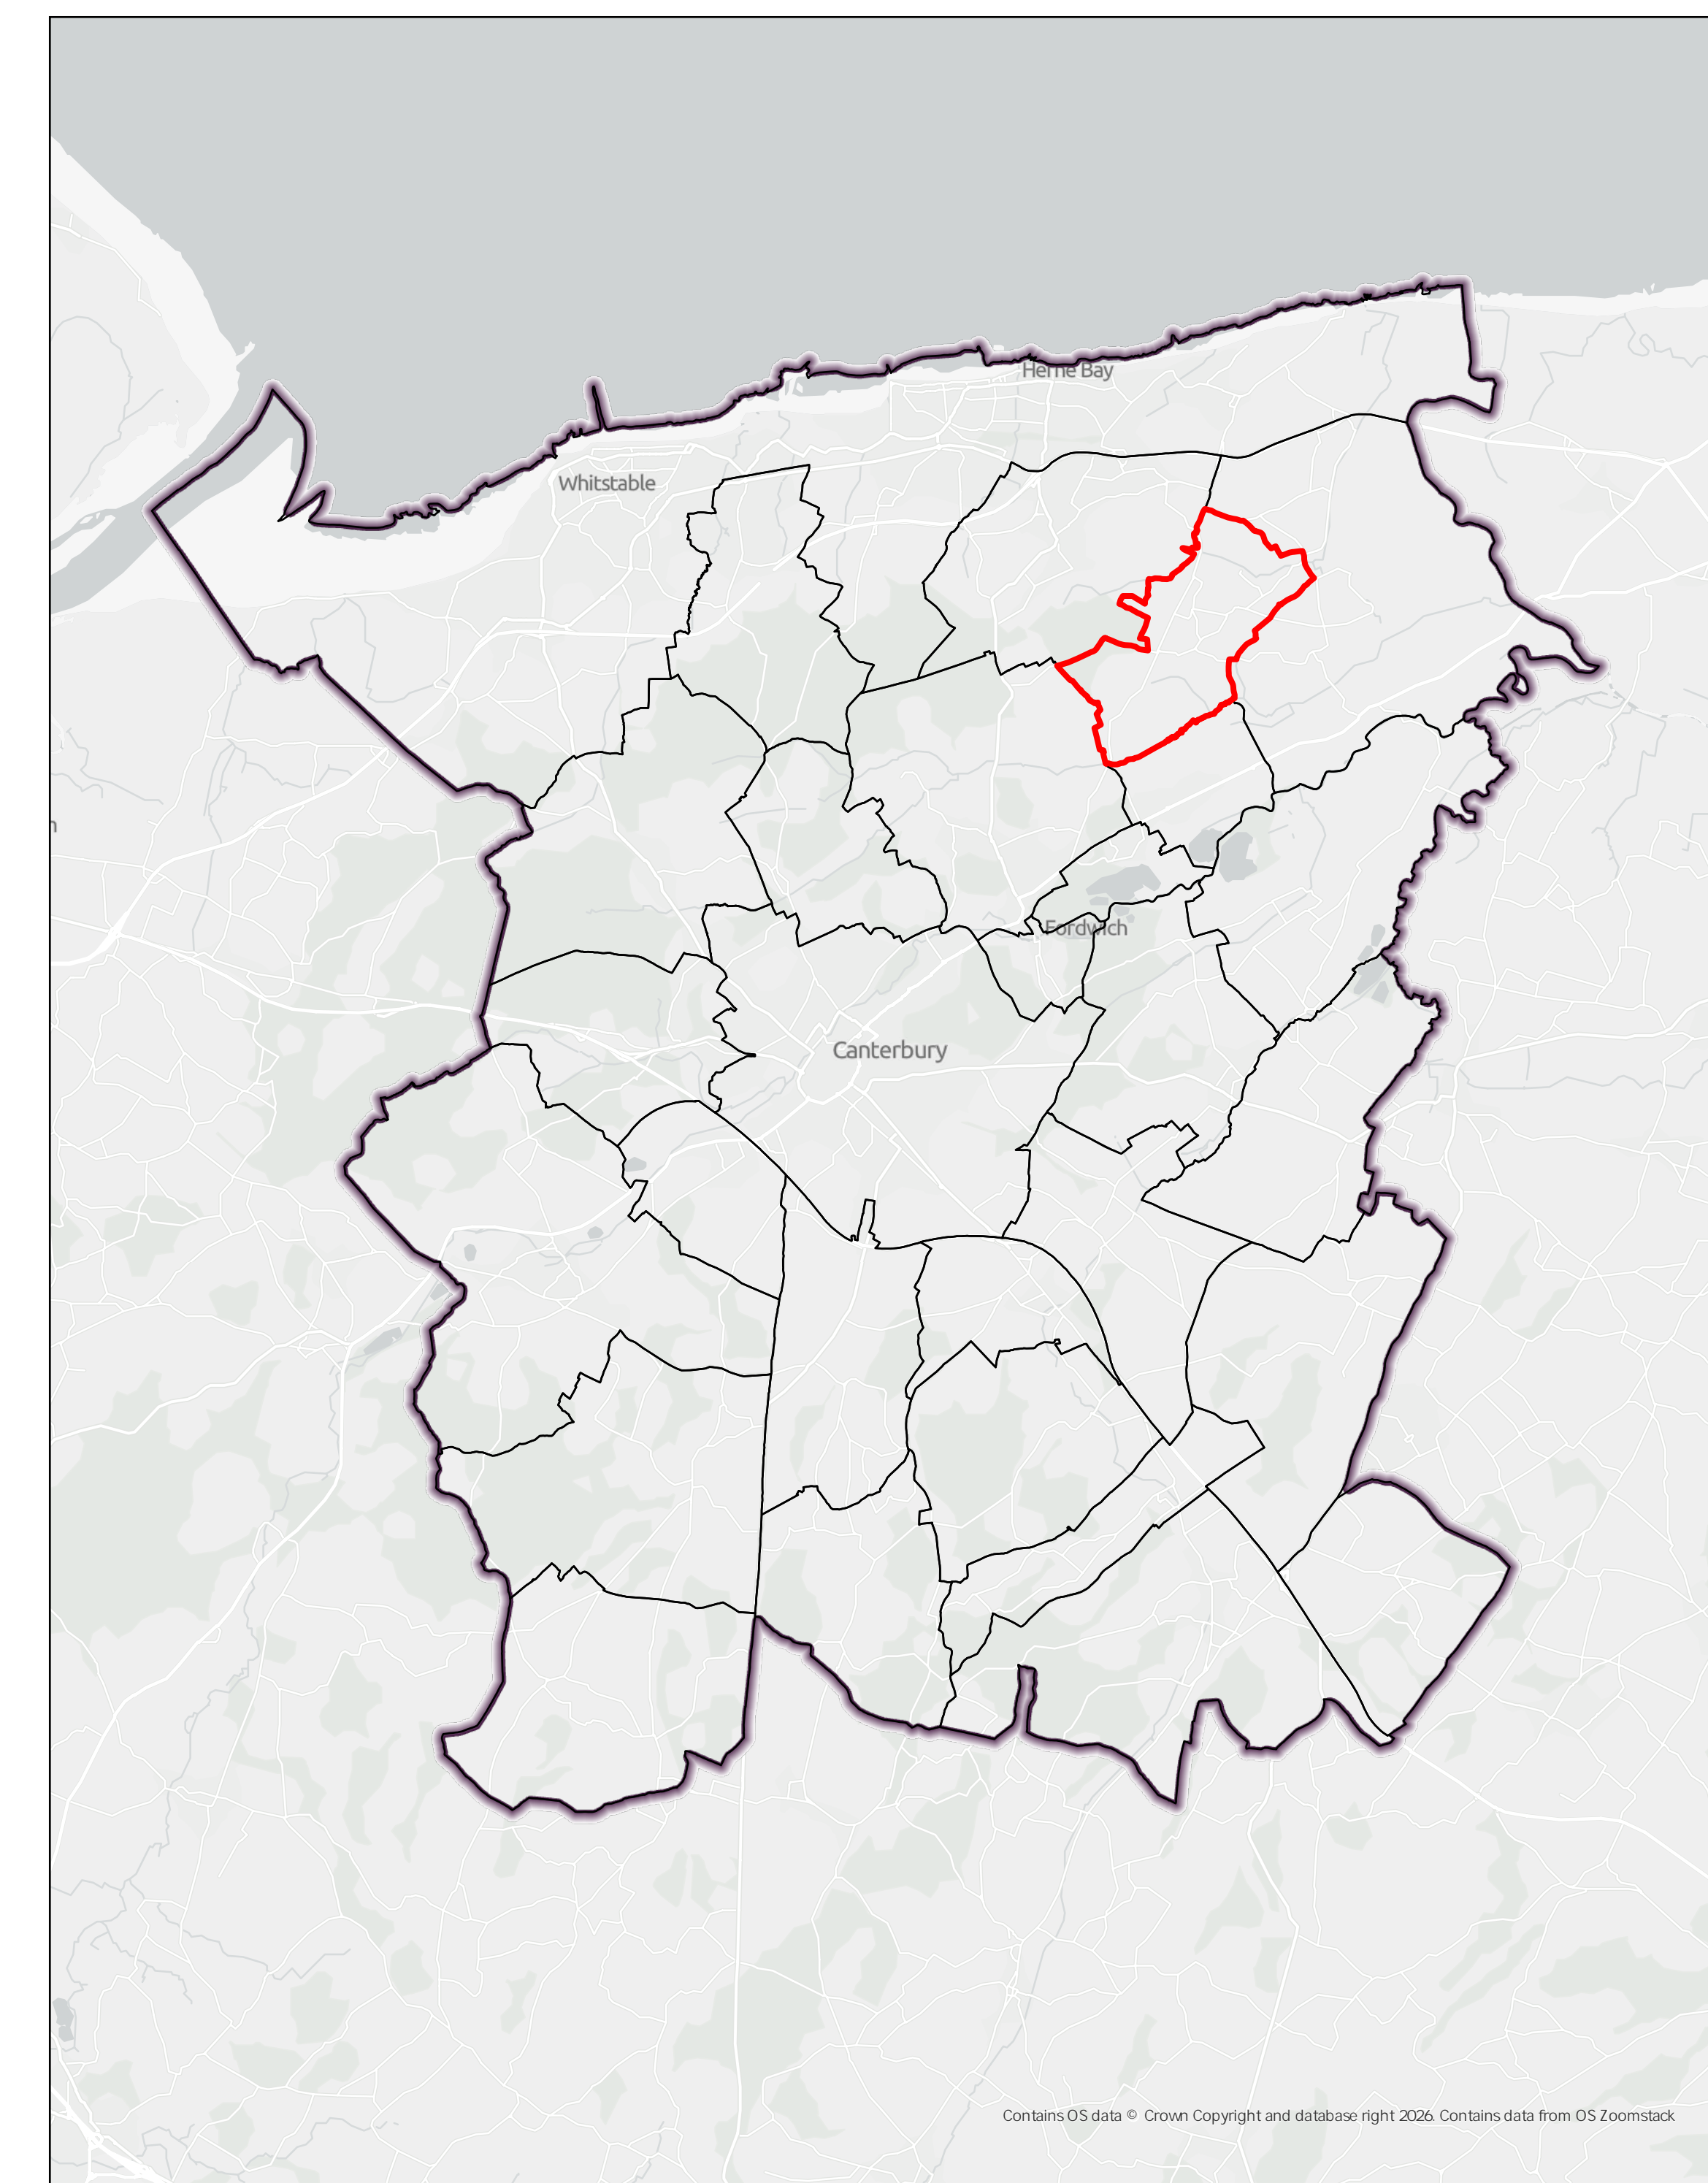 Herne Bay
Whitstable
Fordwich
Canterbury
Contains OS data © Crown Copyright and database right 2026. Contains data from OS Zoomstack